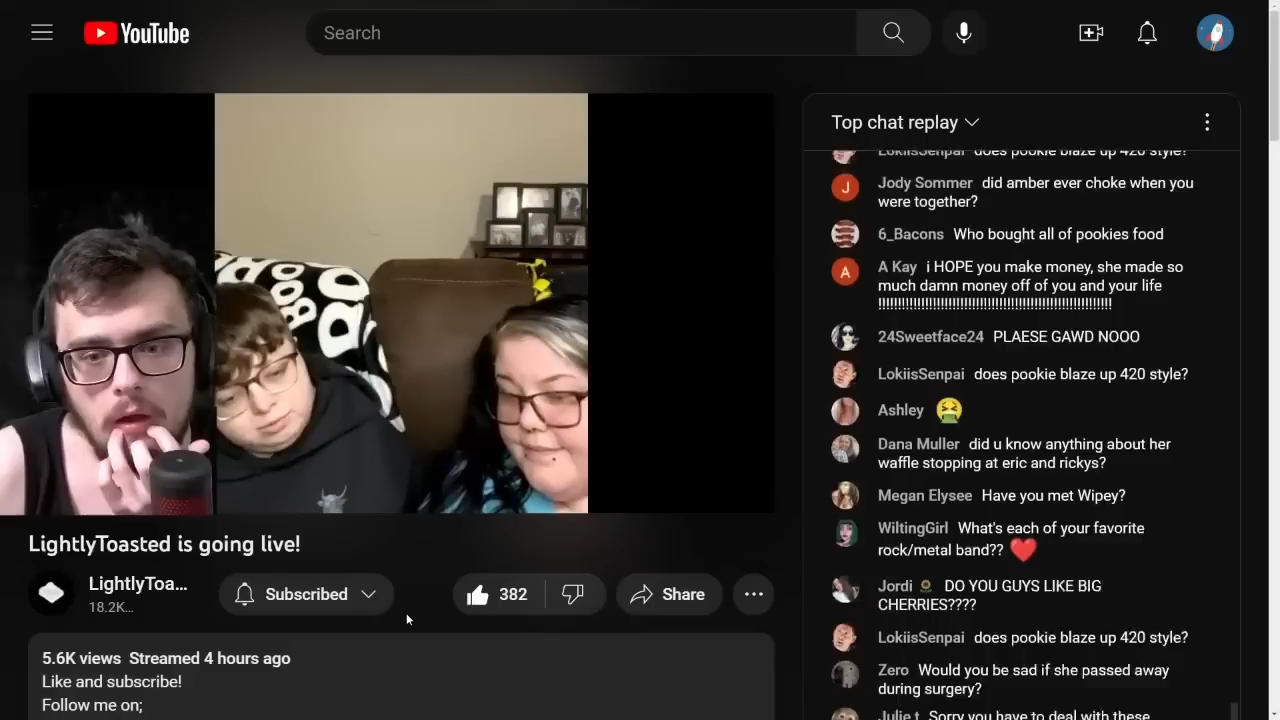 YouTube
Search
Top chat replay
LokiisSenpai does pookie blaze up 420 style?
Jody Sommer did amber ever choke when you
were together?
6_Bacons Who bought all of pookies food
A Kay i HOPE you make money, she made so
much damn money off of you and your life
24Sweetface24 PLAESE GAWD NOOO
LokiisSenpai does pookie blaze up 420 style?
Ashley
Dana Muller did u know anything about her
waffle stopping at eric and rickys?
Megan Elysee Have you met Wipey?
WiltingGirl What's each of your favorite
rock/metal band??
Jordi DO YOU GUYS LIKE BIG
CHERRIES????
LokiisSenpai does pookie blaze up 420 style?
Zero Would you be sad if she passed away
during surgery?
Julie t Sorry you have to deal with these
J
A
BOO
LightlyToasted is going live!
LightlyToa...
18.2K...
Subscribed
382
Share
5.6K views Streamed 4 hours ago
Like and subscribe!
Follow me on;